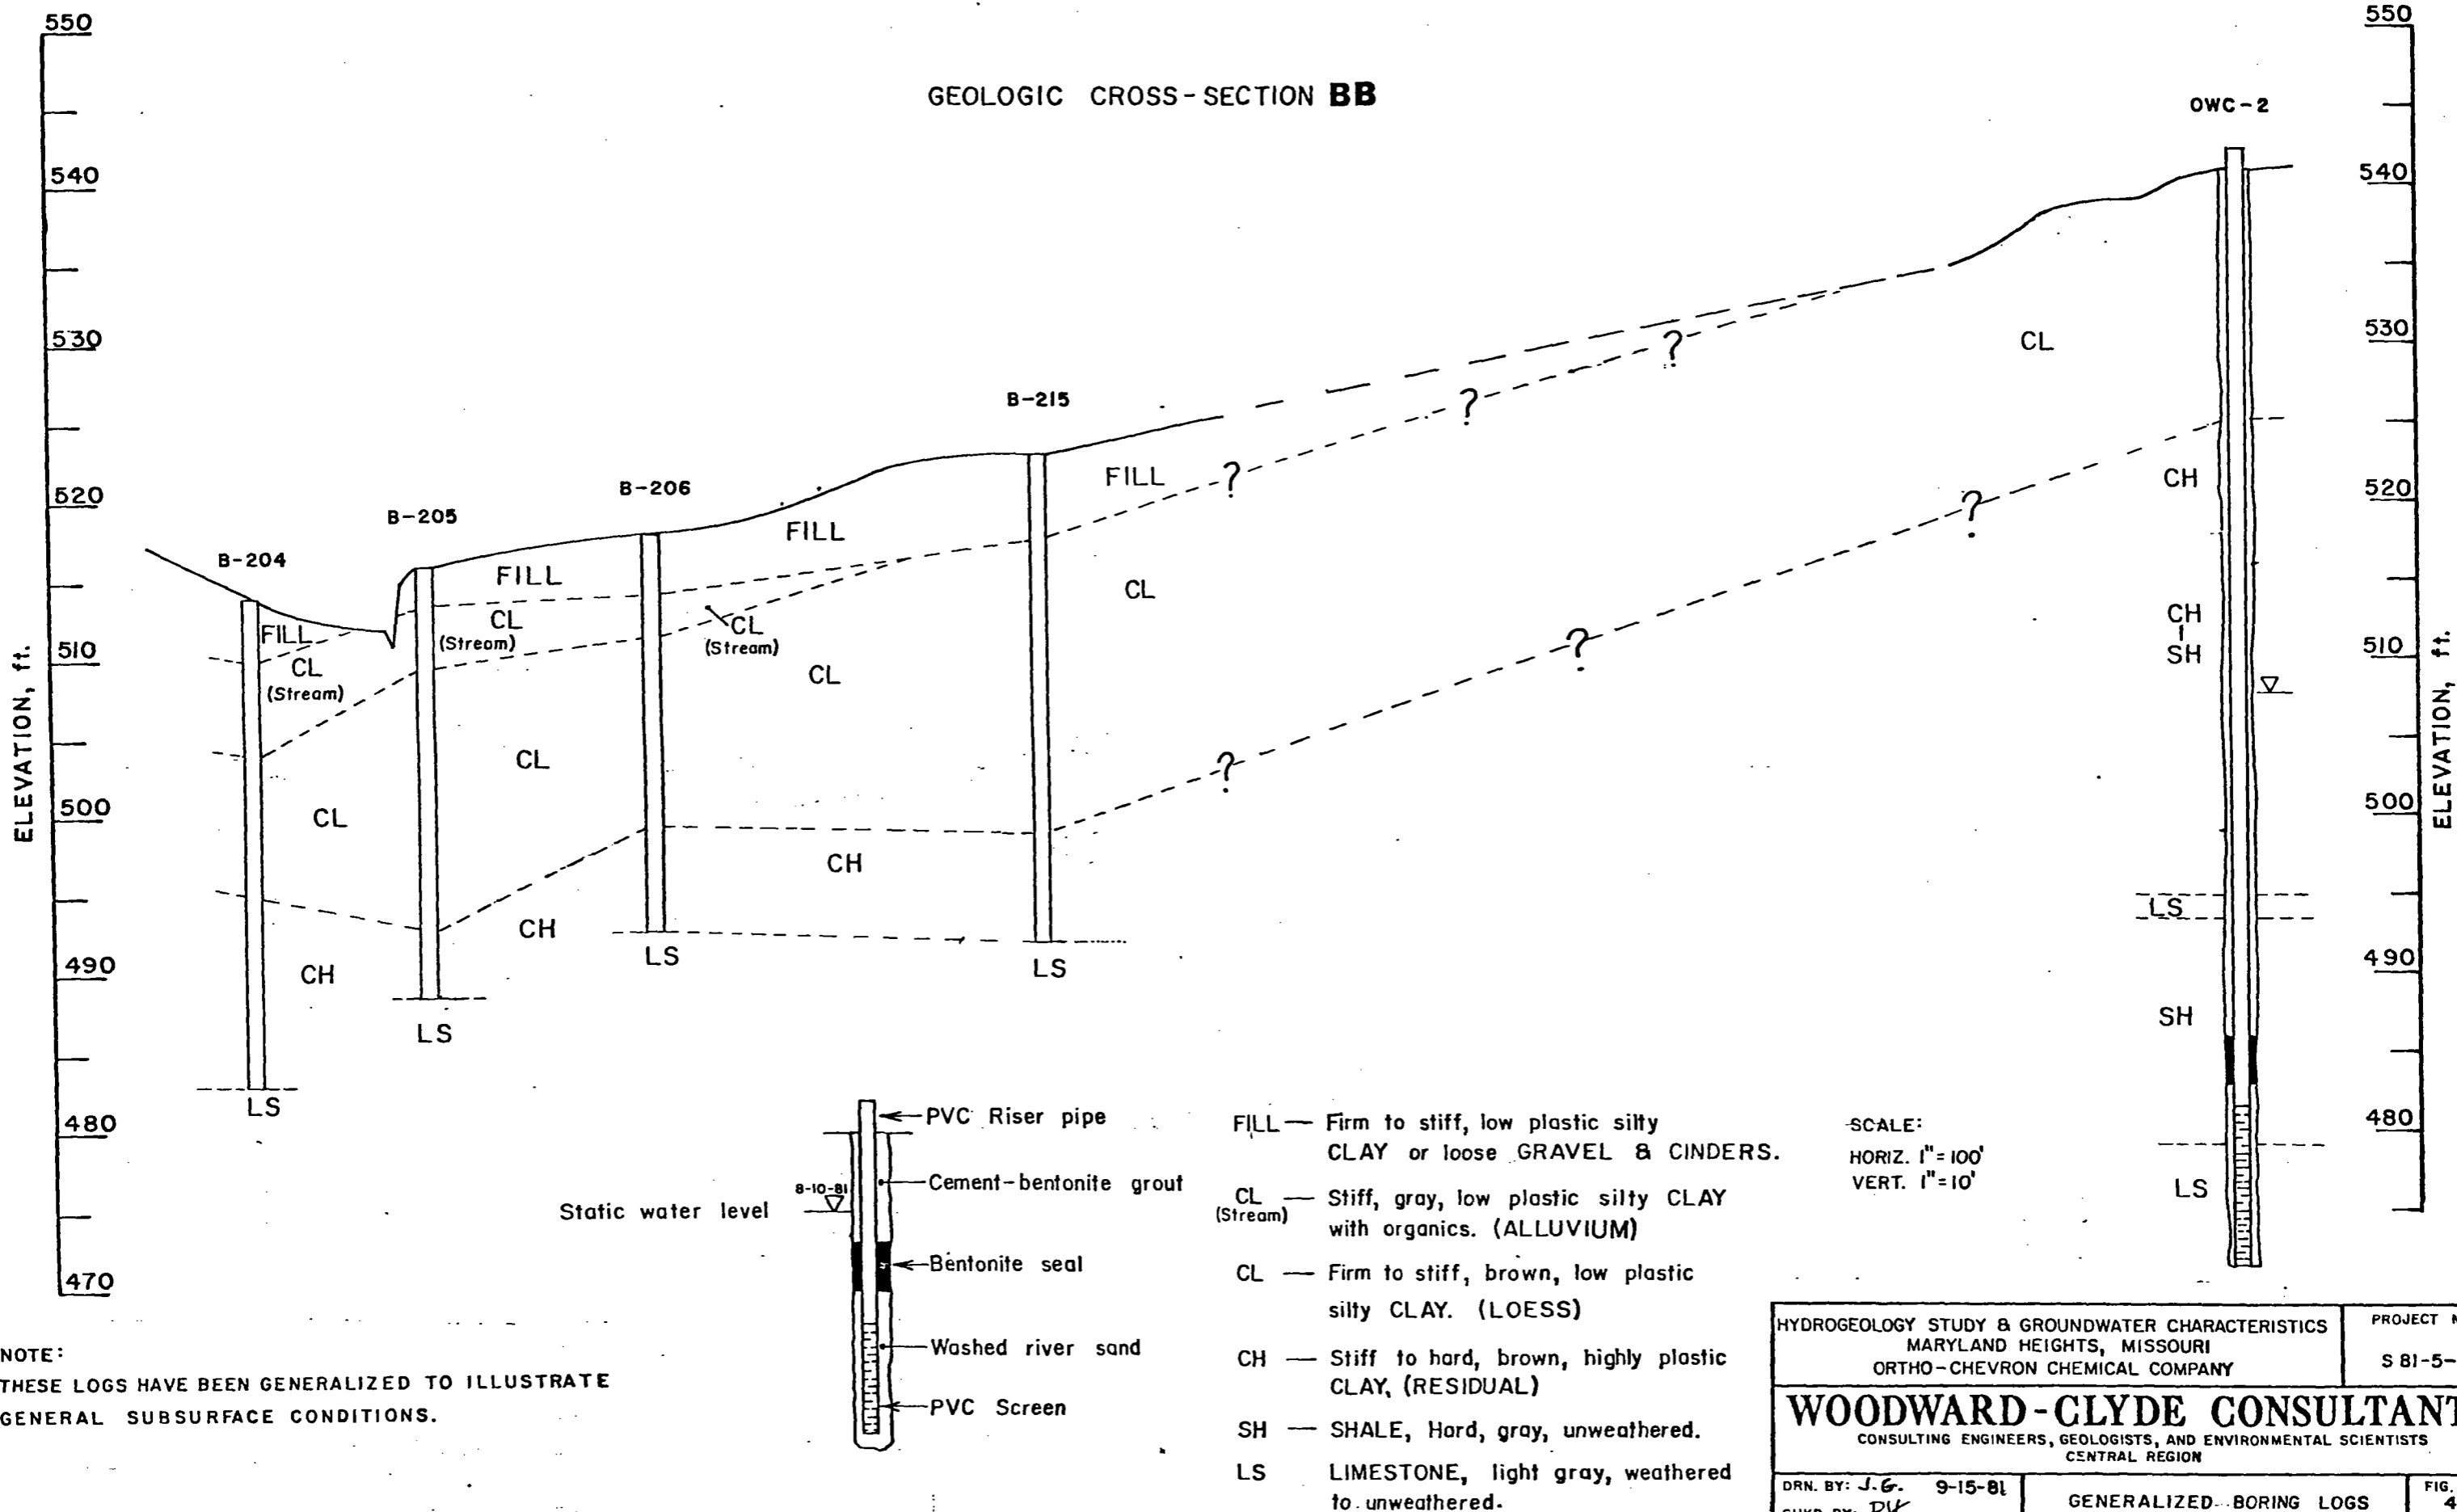 GEOLOGIC CROSS-SECTION BB
550
540
530
520
510
500
490
480
470
ELEVATION, ft.
B-204
B-205
B-206
B-215
OWC-2
FILL
CL
(Stream)
CL
CH
LS
FILL
CL
(Stream)
CL
CH
LS
LS
FILL
CL
(Stream)
CL
CH
FILL
CL
LS
?
?
?
?
?
?
CL
CH
CH
SH
LS
SH
LS
550
540
530
520
510
500
490
480
ELEVATION, ft.
PVC Riser pipe
Cement-bentonite grout
8-10-81
Static water level
Bentonite seal
Washed river sand
PVC Screen
FILL — Firm to stiff, low plastic silty
CLAY or loose GRAVEL & CINDERS.
CL — Stiff, gray, low plastic silty CLAY
(Stream) with organics. (ALLUVIUM)
CL — Firm to stiff, brown, low plastic
silty CLAY. (LOESS)
CH — Stiff to hard, brown, highly plastic
CLAY, (RESIDUAL)
SH — SHALE, Hard, gray, unweathered.
LS LIMESTONE, light gray, weathered
to unweathered.
SCALE:
HORIZ. 1"=100'
VERT. 1"=10'
NOTE:
THESE LOGS HAVE BEEN GENERALIZED TO ILLUSTRATE
GENERAL SUBSURFACE CONDITIONS.
HYDROGEOLOGY STUDY & GROUNDWATER CHARACTERISTICS
MARYLAND HEIGHTS, MISSOURI
ORTHO-CHEVRON CHEMICAL COMPANY
PROJECT
S 81-5-
WOODWARD-CLYDE CONSULTANT
CONSULTING ENGINEERS, GEOLOGISTS, AND ENVIRONMENTAL SCIENTISTS
CENTRAL REGION
DRN. BY: J.G. 9-15-81
GENERALIZED BORING LOGS
FIG.